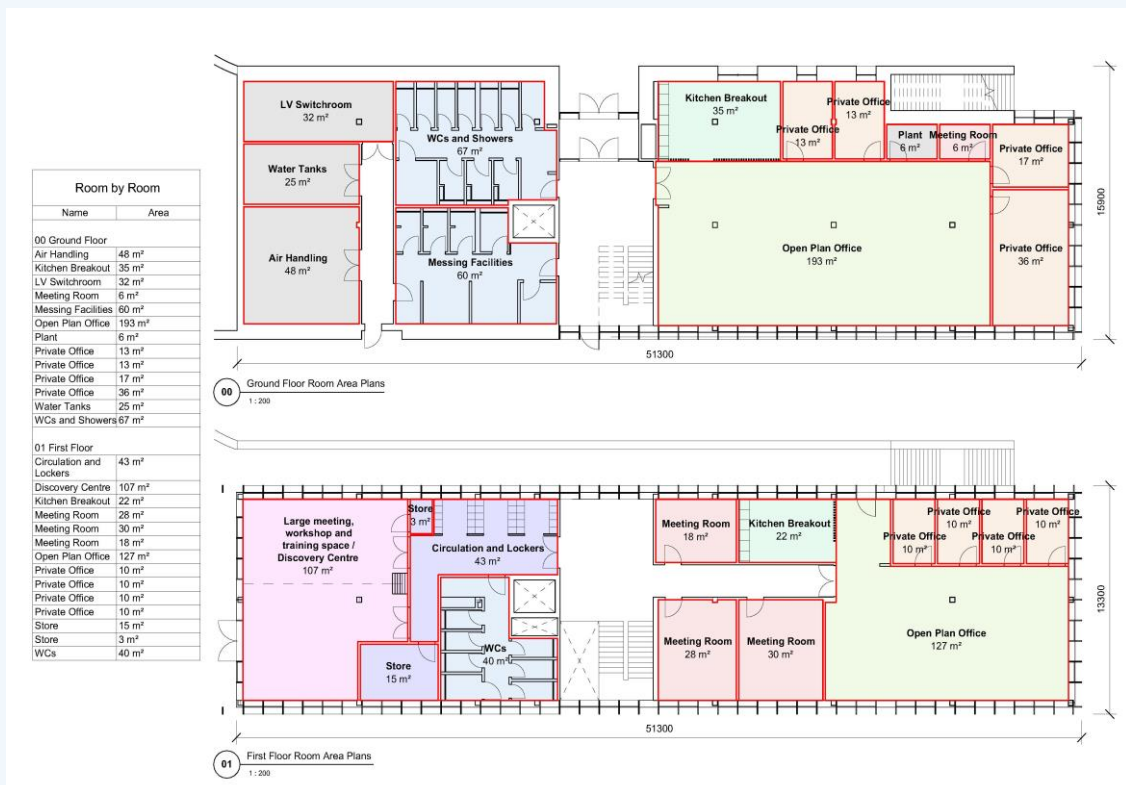 Room by Room
Name Area
00 Ground Floor
Air Handling 48 m²
Kitchen Breakout 35 m²
LV Switchroom 32 m²
Meeting Room 6 m²
Messing Facilities 60 m²
Open Plan Office 193 m²
Plant 6 m²
Private Office 13 m²
Private Office 13 m²
Private Office 17 m²
Private Office 36 m²
Water Tanks 25 m²
WCs and Showers 67 m²
01 First Floor
Circulation and 43 m²
Lockers
Discovery Centre 107 m²
Kitchen Breakout 22 m²
Meeting Room 28 m²
Meeting Room 30 m²
Meeting Room 18 m²
Open Plan Office 127 m²
Private Office 10 m²
Private Office 10 m²
Private Office 10 m²
Private Office 10 m²
Store 15 m²
Store 3 m²
WCs 40 m²
LV Switchroom
32 m²
WCs and Showers
67 m²
Water Tanks
25 m²
Air Handling
48 m²
Messing Facilities
60 m²
Kitchen Breakout
35 m²
Private Office
13 m²
Private Office
13 m²
Plant
6 m²
Meeting Room
6 m²
Private Office
17 m²
Open Plan Office
193 m²
Private Office
36 m²
15900
51300
00
Ground Floor Room Area Plans
1 : 200
Large meeting,
workshop and
training space /
Discovery Centre
107 m²
Store
3 m²
Circulation and Lockers
43 m²
Store
15 m²
WCs
40 m²
Meeting Room
18 m²
Kitchen Breakout
22 m²
Private Office
10 m²
Private Office
10 m²
Private Office
10 m²
Private Office
10 m²
Meeting Room
28 m²
Meeting Room
30 m²
Open Plan Office
127 m²
13300
51300
01
First Floor Room Area Plans
1 : 200